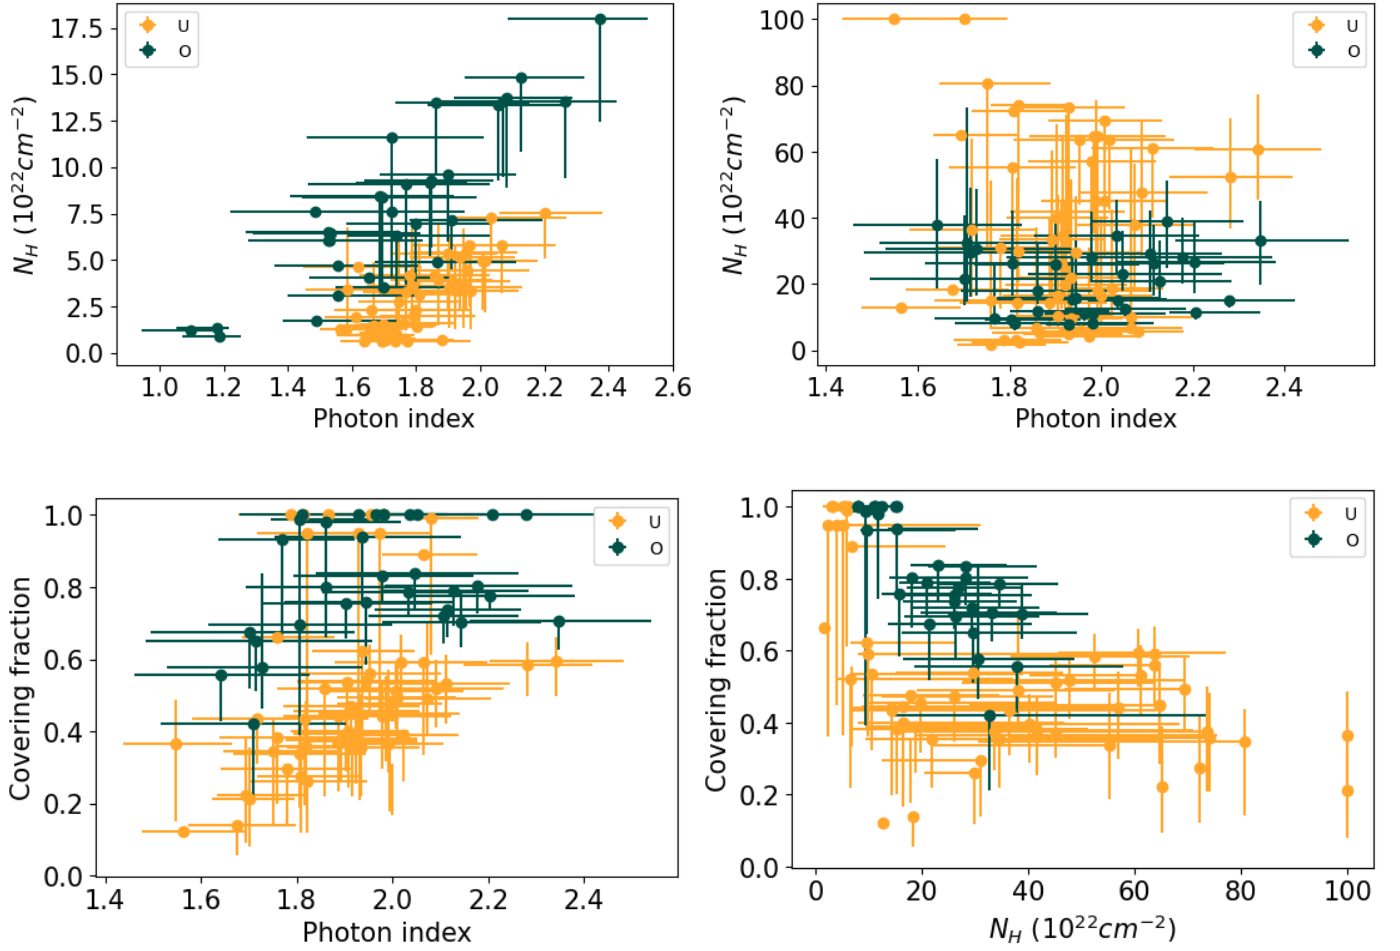 17.5
15.0
12.5
10.0
7.5
5.0
2.5
0.0
N_H (10^{22}cm^{-2})
U
O
1.0 1.2 1.4 1.6 1.8 2.0 2.2 2.4 2.6
Photon index
100
80
60
40
20
0
N_H (10^{22}cm^{-2})
U
O
1.4 1.6 1.8 2.0 2.2 2.4
Photon index
1.0
0.8
0.6
0.4
0.2
0.0
Covering fraction
U
O
1.4 1.6 1.8 2.0 2.2 2.4
Photon index
1.0
0.8
0.6
0.4
0.2
0.0
Covering fraction
U
O
0 20 40 60 80 100
N_H (10^{22}cm^{-2})